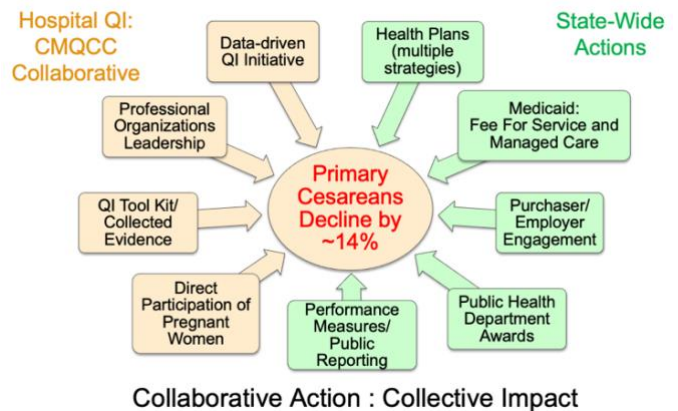 Hospital QI:
CMQCC
Collaborative
Data-driven
QI Initiative
Health Plans
(multiple
strategies)
State-Wide
Actions
Professional
Organizations
Leadership
Medicaid:
Fee For Service and
Managed Care
Primary
Cesareans
Decline by
~14%
QI Tool Kit/
Collected
Evidence
Purchaser/
Employer
Engagement
Direct
Participation of
Pregnant
Women
Performance
Measures/
Public
Reporting
Public Health
Department
Awards
Collaborative Action : Collective Impact